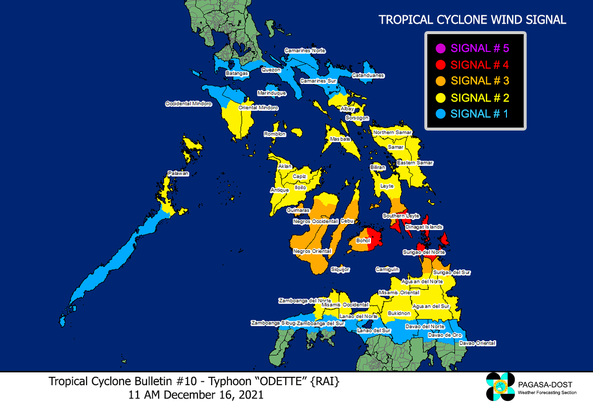 TROPICAL CYCLONE WIND SIGNAL
SIGNAL # 5
SIGNAL # 4
SIGNAL # 3
SIGNAL # 2
SIGNAL # 1
Camarines Norte
Quezon
Batangas
Camarines Sur
Catanduanes
Marinduque
Occidental Mindoro
Oriental Mindoro
Albay
Sorsogon
Romblon
Masbate
Northern Samar
Samar
Eastern Samar
Biliran
Aklan
Capiz
Antique
Iloilo
Leyte
Palawan
Guimaras
Negros Occidental
Cebu
Southern Leyte
Dinagat Islands
Bohol
Negros Oriental
Surigao del Norte
Siquijor
Camiguin
Surigao del Sur
Agusan del Norte
Misamis Oriental
Zamboanga del Norte
Misamis Occidental
Agusan del Sur
Lanao del Norte
Bukidnon
Zamboanga Sibugay
Zamboanga del Sur
Lanao del Sur
Davao del Norte
Davao de Oro
Davao Oriental
Tropical Cyclone Bulletin #10 - Typhoon “ODETTE” {RAI}
11 AM December 16, 2021
PAGASA-DOST
Weather Forecasting Section